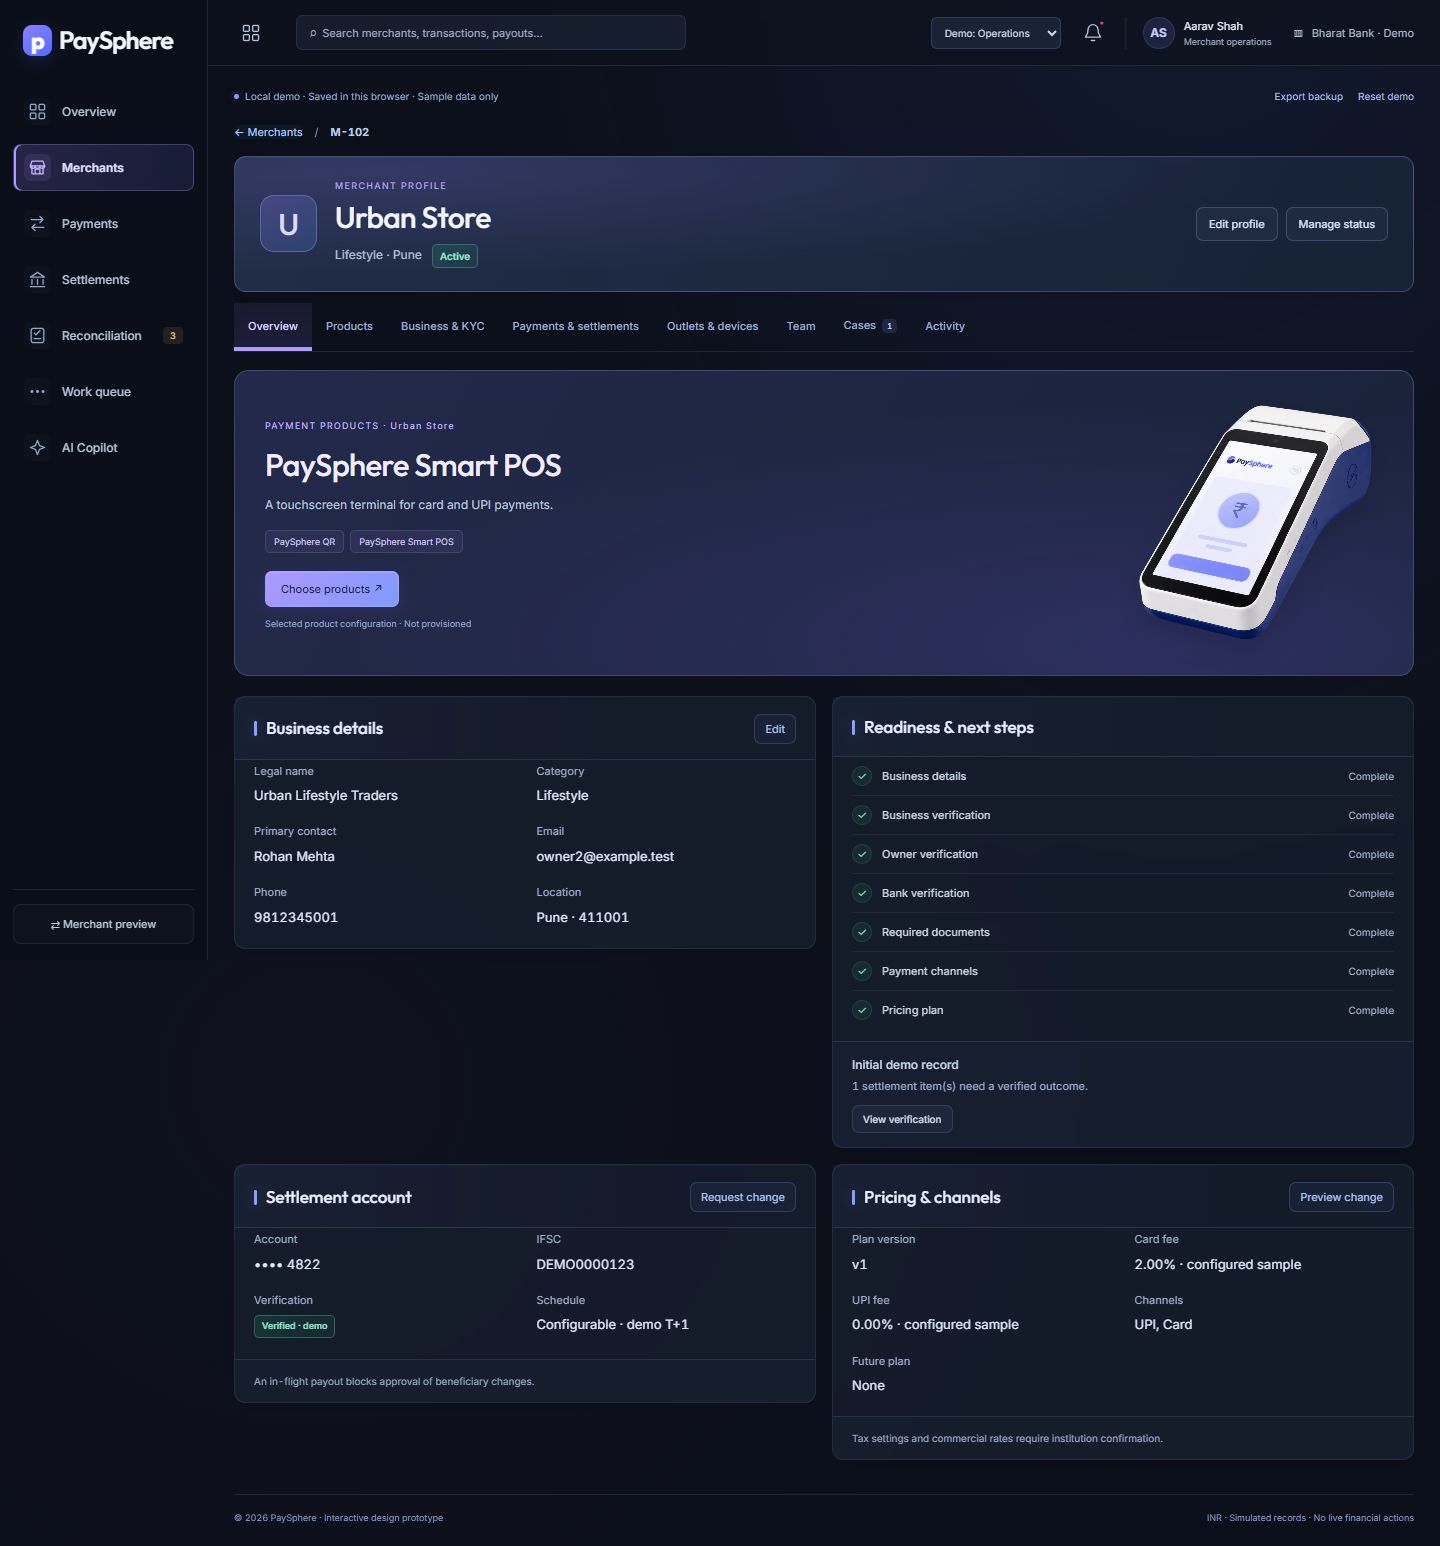 p PaySphere
Search merchants, transactions, payouts...
Demo: Operations
AS
Aarav Shah
Merchant operations
Bharat Bank · Demo
Overview
Merchants
Payments
Settlements
Reconciliation 3
Work queue
AI Copilot
⇄ Merchant preview
Local demo · Saved in this browser · Sample data only
Export backup Reset demo
← Merchants / M-102
MERCHANT PROFILE
U
Urban Store
Lifestyle · Pune Active
Edit profile Manage status
Overview Products Business & KYC Payments & settlements Outlets & devices Team Cases 1 Activity
PAYMENT PRODUCTS · Urban Store
PaySphere Smart POS
A touchscreen terminal for card and UPI payments.
PaySphere QR PaySphere Smart POS
Choose products ↗
Selected product configuration · Not provisioned
PaySphere
₹
Business details Edit
Legal name Category
Urban Lifestyle Traders Lifestyle
Primary contact Email
Rohan Mehta owner2@example.test
Phone Location
9812345001 Pune · 411001
Readiness & next steps
Business details Complete
Business verification Complete
Owner verification Complete
Bank verification Complete
Required documents Complete
Payment channels Complete
Pricing plan Complete
Initial demo record
1 settlement item(s) need a verified outcome.
View verification
Settlement account Request change
Account IFSC
•••• 4822 DEMO0000123
Verification Schedule
Verified · demo Configurable · demo T+1
An in-flight payout blocks approval of beneficiary changes.
Pricing & channels Preview change
Plan version Card fee
v1 2.00% · configured sample
UPI fee Channels
0.00% · configured sample UPI, Card
Future plan
None
Tax settings and commercial rates require institution confirmation.
© 2026 PaySphere · Interactive design prototype
INR · Simulated records · No live financial actions